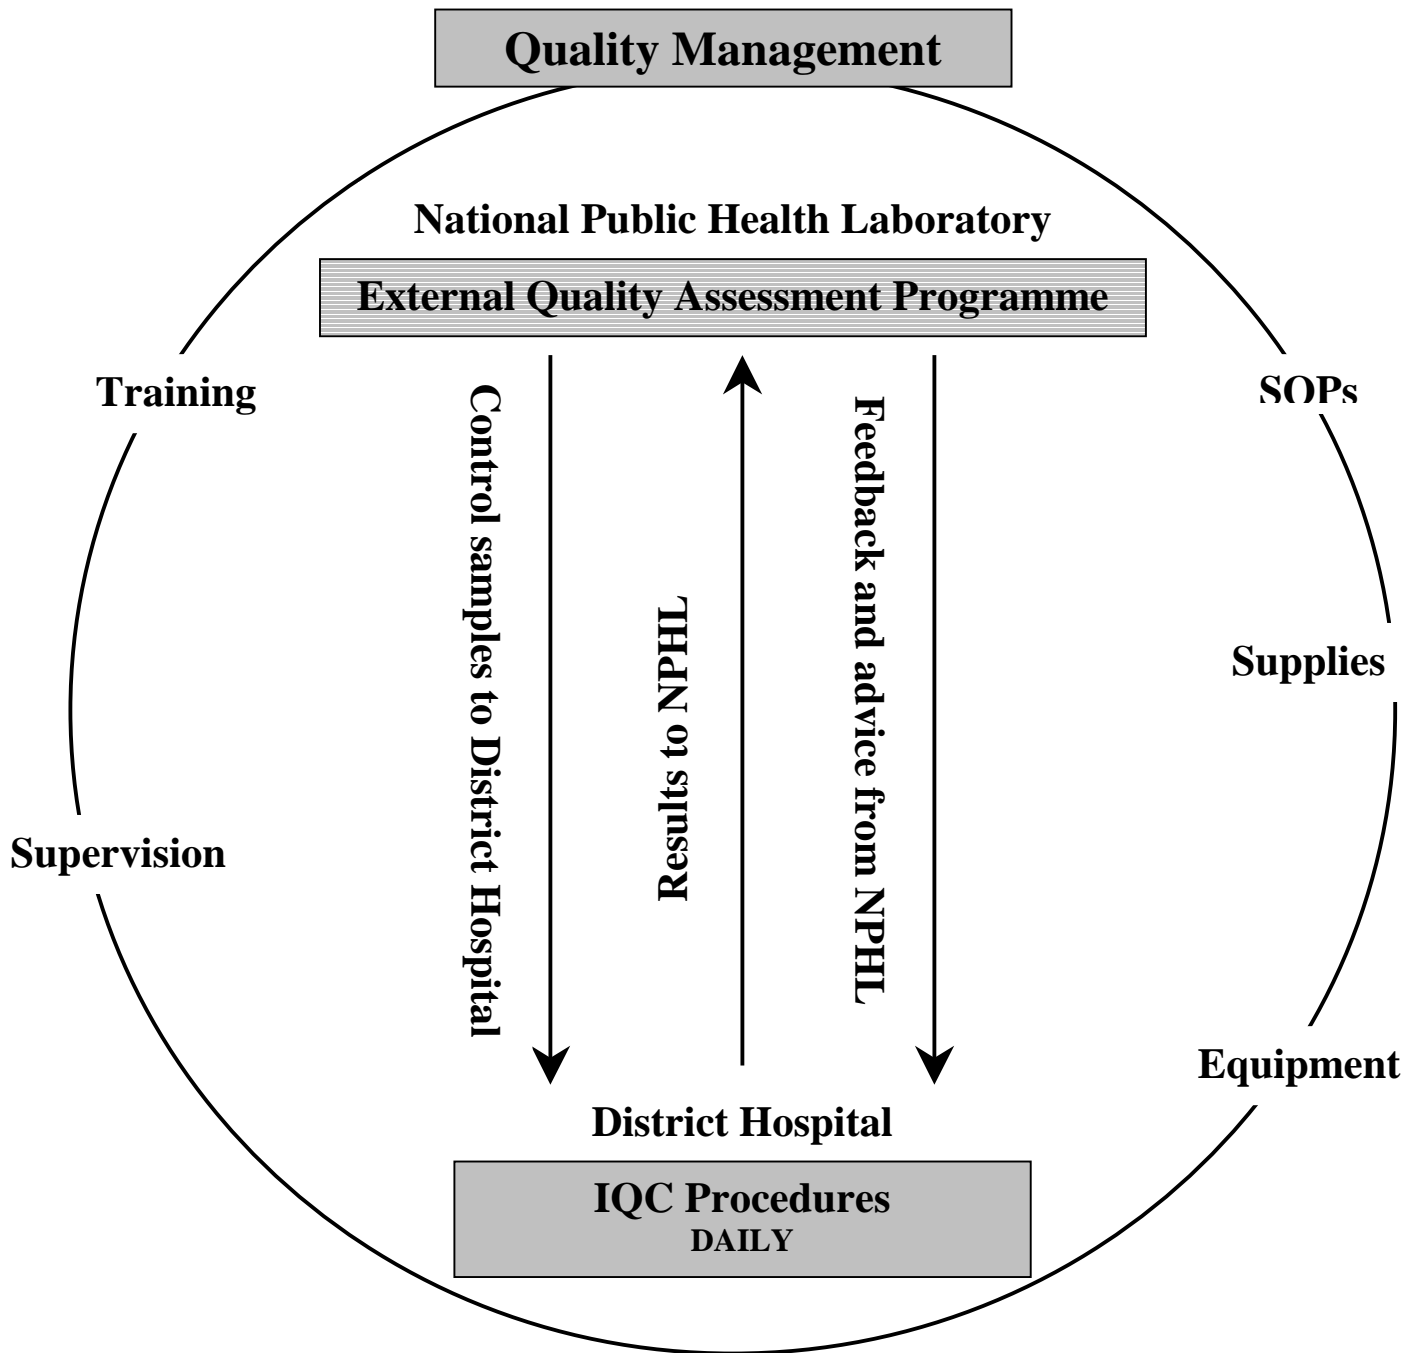 Quality Management
National Public Health Laboratory
External Quality Assessment Programme
Training
SOPs
Control samples to District Hospital
Results to NPHL
Feedback and advice from NPHL
Supplies
Supervision
Equipment
District Hospital
IQC Procedures
DAILY